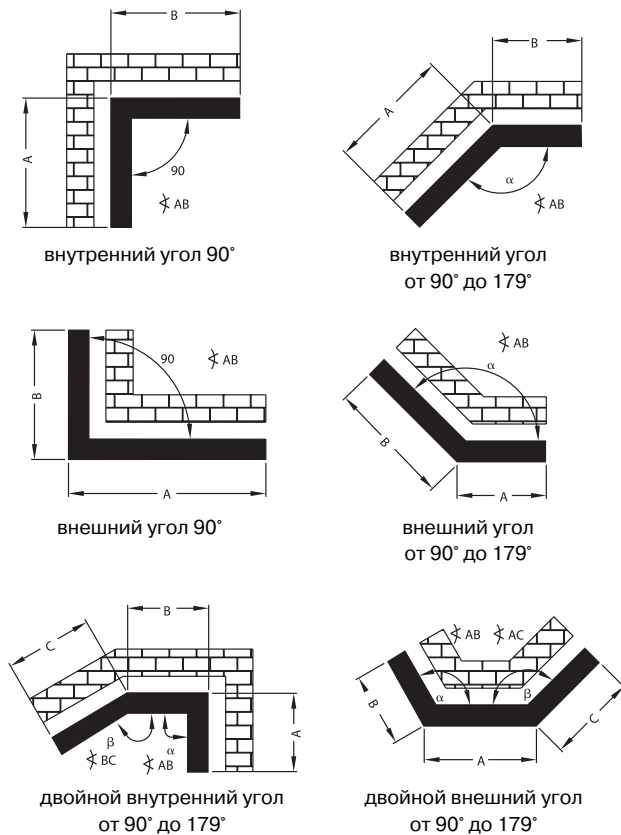 B
A
90
∢ AB
внутренний угол 90˚
B
A
α
∢ AB
внутренний угол
от 90˚ до 179˚
B
90
∢ AB
A
внешний угол 90˚
∢ AB
α
B
A
внешний угол
от 90˚ до 179˚
B
C
A
β
α
∢ BC
∢ AB
двойной внутренний угол
от 90˚ до 179˚
∢ AB
∢ AC
α
β
B
C
A
двойной внешний угол
от 90˚ до 179˚